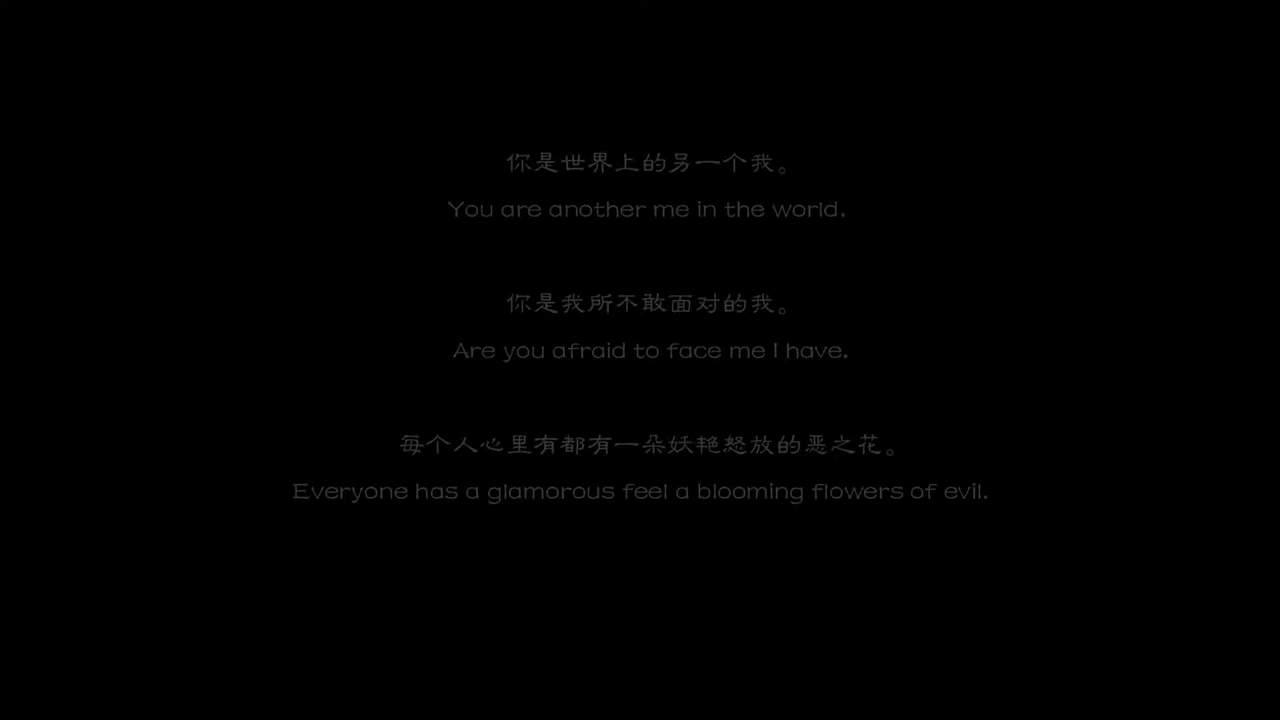 你是世界上的另一个我。
You are another me in the world.
你是我所不敢面对的我。
Are you afraid to face me I have.
每个人心里有都有一朵妖艳怒放的恶之花。
Everyone has a glamorous feel a blooming flowers of evil.